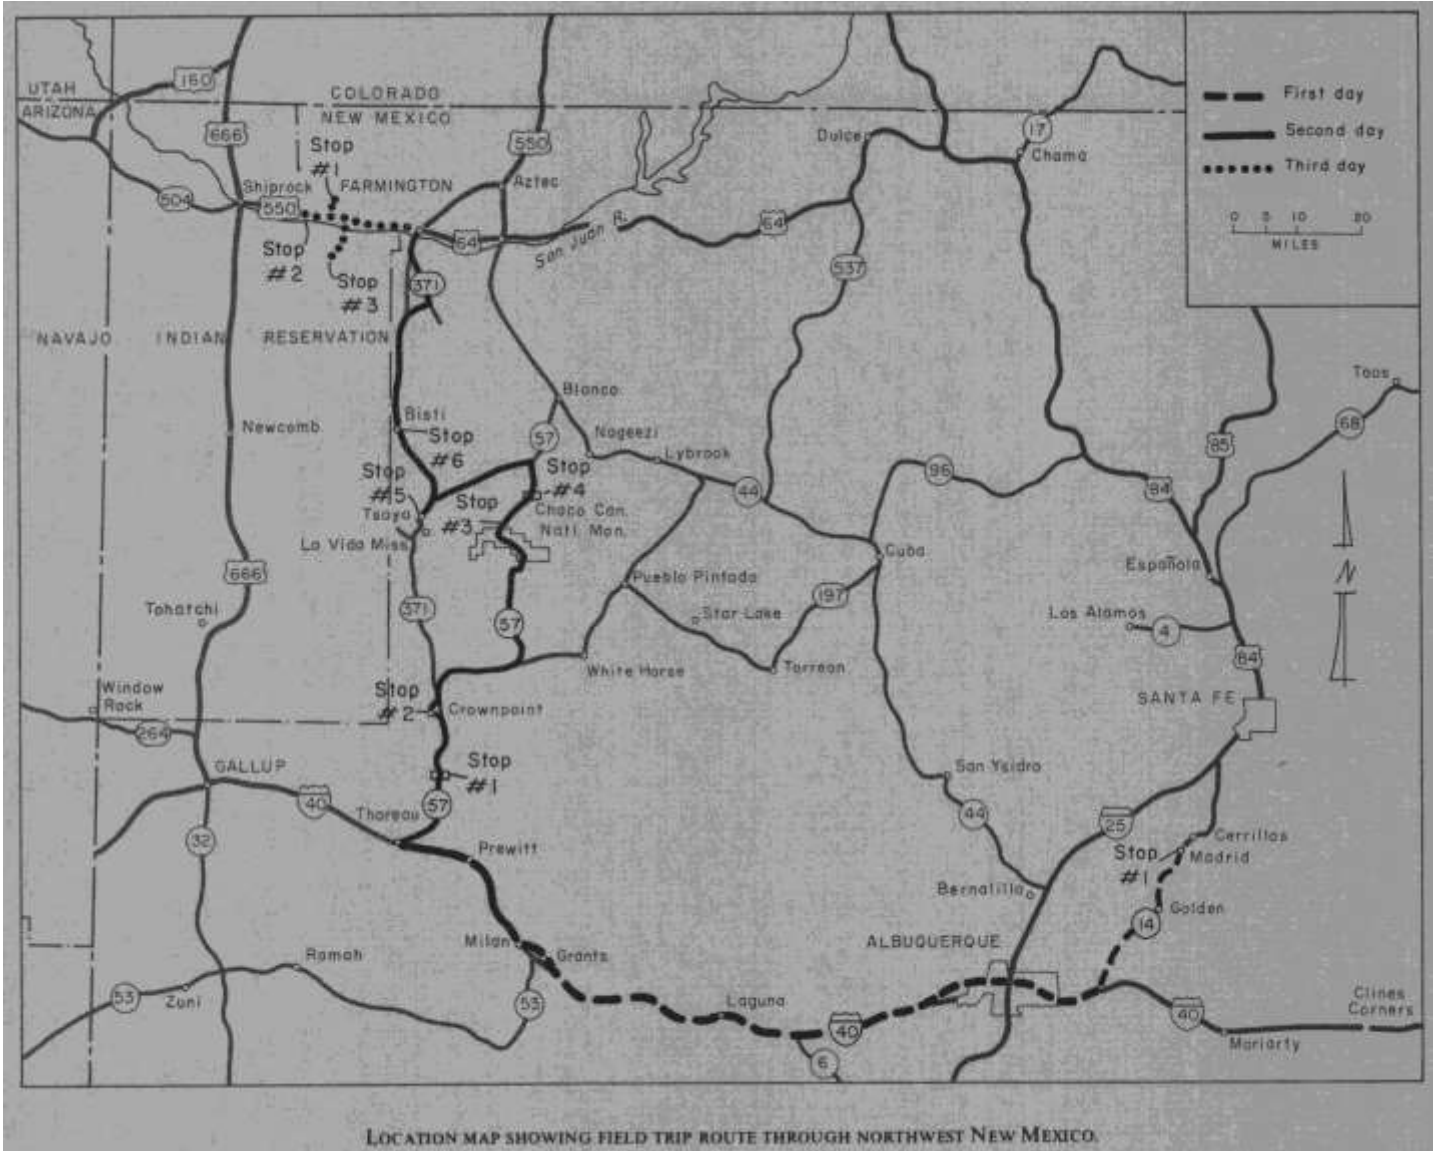 UTAH
ARIZONA
160
COLORADO
NEW MEXICO
666
550
Dulce
17
Chama
First day
Second day
Third day
0 5 10 20
MILES
Stop
#1
Shiprock
FARMINGTON
Aztec
504
550
64
San Juan R.
64
Stop
#2
Stop
#3
371
537
NAVAJO INDIAN RESERVATION
Taos
Blanco
Bisti
Newcomb
Stop
#6
57
Nageezi
Lybrook
85
68
96
Stop
#5
Stop
#4
44
84
Tsaya
Stop
#3
Chaco Can.
Natl. Mon.
La Vida Miss.
Cuba
Española
N
666
Pueblo Pintado
197
Tohatchi
371
57
Star Lake
Los Alamos
4
White Horse
Torreon
84
Window
Rock
Stop
#2
Crownpoint
SANTA FE
264
GALLUP
Stop
#1
San Ysidro
40
Thoreau
57
44
25
32
Prewitt
Cerrillos
Stop
#1
Madrid
Bernalillo
Golden
14
Milan
Grants
ALBUQUERQUE
Ramah
53
Zuni
53
Laguna
40
40
Clines
Corners
6
Moriarty
LOCATION MAP SHOWING FIELD TRIP ROUTE THROUGH NORTHWEST NEW MEXICO.